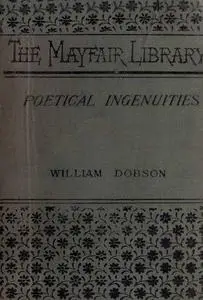 THE MAYFAIR LIBRARY
POETICAL INGENUITIES
WILLIAM DOBSON